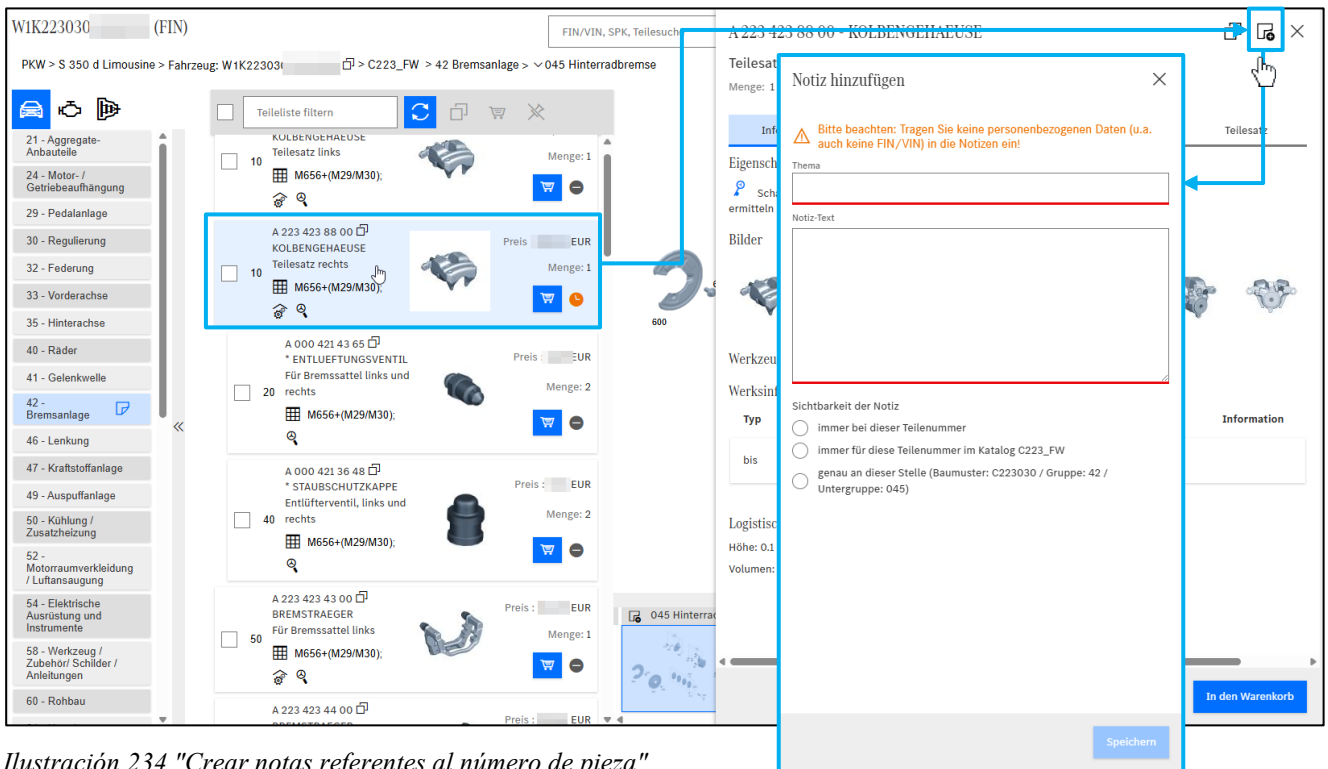 W1K223030 (FIN)
FIN/VIN, SPK, Teilesuche
A 223 423 88 00 - KOLBENGEHAEUSE
PKW > S 350 d Limousine > Fahrzeug: W1K22303 > C223_FW > 42 Bremsanlage > 045 Hinterradbremse
Teileliste filtern
21 - Aggregate-
Anbauteile
24 - Motor- /
Getriebeaufhängung
29 - Pedalanlage
30 - Regulierung
32 - Federung
33 - Vorderachse
35 - Hinterachse
40 - Räder
41 - Gelenkwelle
42 -
Bremsanlage
46 - Lenkung
47 - Kraftstoffanlage
49 - Auspuffanlage
50 - Kühlung /
Zusatzheizung
52 -
Motorraumverkleidung
/ Luftansaugung
54 - Elektrische
Ausrüstung und
Instrumente
58 - Werkzeug /
Zubehör/ Schilder /
Anleitungen
60 - Rohbau
KOLBENGEHAEUSE
10 Teilesatz links
Menge: 1
M656+(M29/M30);
A 223 423 88 00
KOLBENGEHAEUSE
Preis EUR
10 Teilesatz rechts
Menge: 1
M656+(M29/M30);
A 000 421 43 65
* ENTLUEFTUNGSVENTIL
Preis : EUR
Für Bremssattel links und
20 rechts
Menge: 2
M656+(M29/M30);
A 000 421 36 48
* STAUBSCHUTZKAPPE
Preis : EUR
Entlüfterventil, links und
40 rechts
Menge: 2
M656+(M29/M30);
A 223 423 43 00
BREMSTRAEGER
Preis : EUR
50 Für Bremssattel links
Menge: 1
M656+(M29/M30);
A 223 423 44 00
BREMSTRAEGER
Preis : EUR
600
045 Hinterrad
Teilesat
Menge: 1
Inf
Teilesatz
Eigensch
Scha
ermitteln
Bilder
Werkzeu
Werksinf
Typ
Information
bis
Logistisc
Höhe: 0.1
Volumen:
In den Warenkorb
Notiz hinzufügen
Bitte beachten: Tragen Sie keine personenbezogenen Daten (u.a.
auch keine FIN/VIN) in die Notizen ein!
Thema
Notiz-Text
Sichtbarkeit der Notiz
immer bei dieser Teilenummer
immer für diese Teilenummer im Katalog C223_FW
genau an dieser Stelle (Baumuster: C223030 / Gruppe: 42 /
Untergruppe: 045)
Speichern
Ilustración 234 "Crear notas referentes al número de pieza"